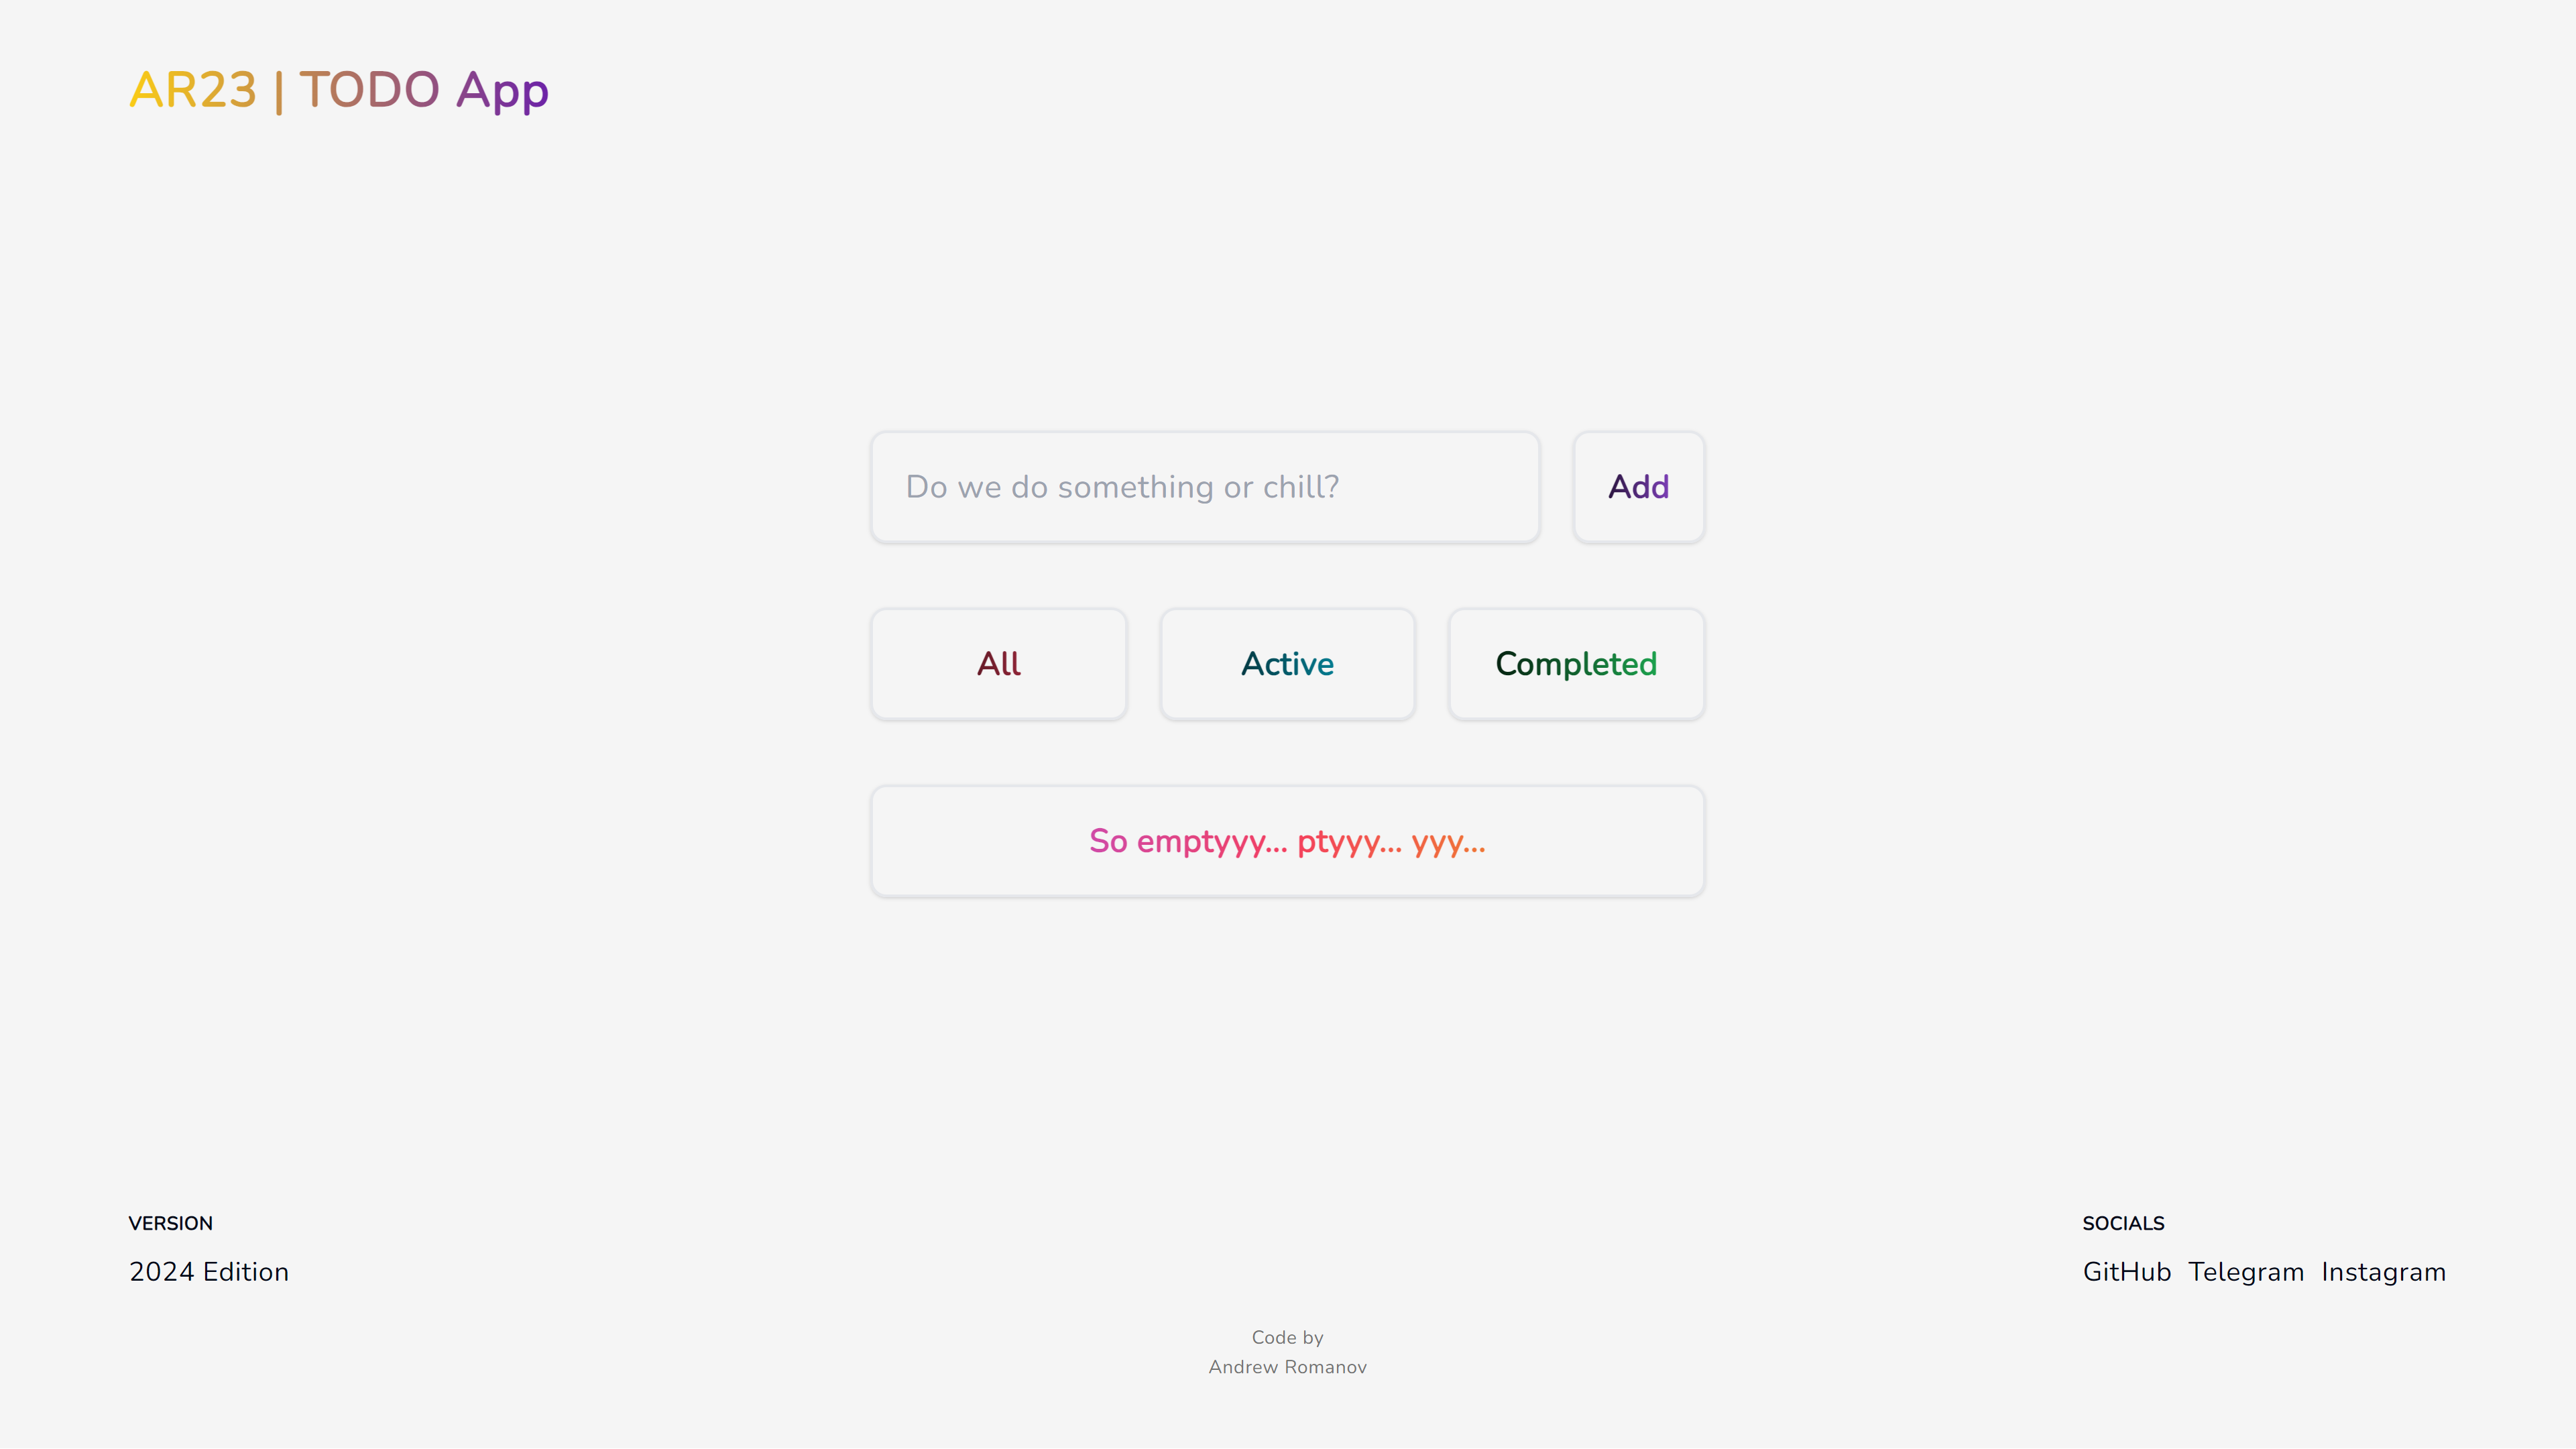 AR23 | TODO App
Do we do something or chill?
Add
All
Active
Completed
So emptyyy... ptyyy... yyy...
VERSION
2024 Edition
SOCIALS
GitHub Telegram Instagram
Code by
Andrew Romanov